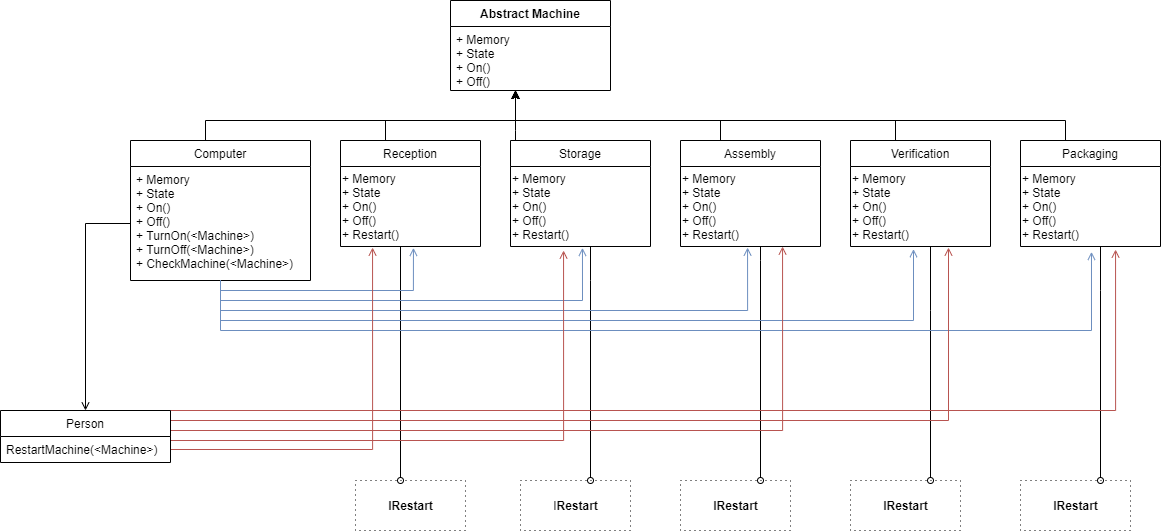 Abstract Machine
+ Memory
+ State
+ On()
+ Off()
Computer
+ Memory
+ State
+ On()
+ Off()
+ TurnOn(<Machine>)
+ TurnOff(<Machine>)
+ CheckMachine(<Machine>)
Reception
+ Memory
+ State
+ On()
+ Off()
+ Restart()
Storage
+ Memory
+ State
+ On()
+ Off()
+ Restart()
Assembly
+ Memory
+ State
+ On()
+ Off()
+ Restart()
Verification
+ Memory
+ State
+ On()
+ Off()
+ Restart()
Packaging
+ Memory
+ State
+ On()
+ Off()
+ Restart()
Person
RestartMachine(<Machine>)
IRestart
IRestart
IRestart
IRestart
IRestart